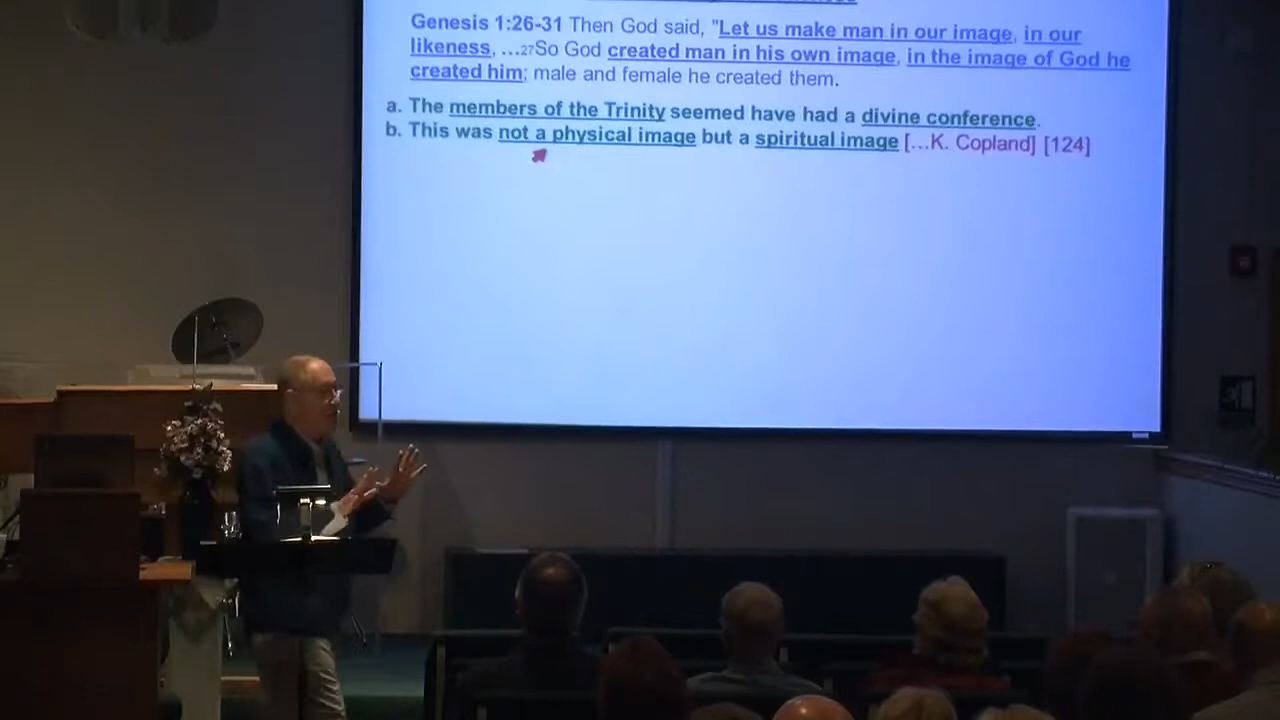 Genesis 1:26-31 Then God said, "Let us make man in our image, in our
likeness, ...27So God created man in his own image, in the image of God he
created him; male and female he created them.
a. The members of the Trinity seemed have had a divine conference.
b. This was not a physical image but a spiritual image [...K. Copland] [124]